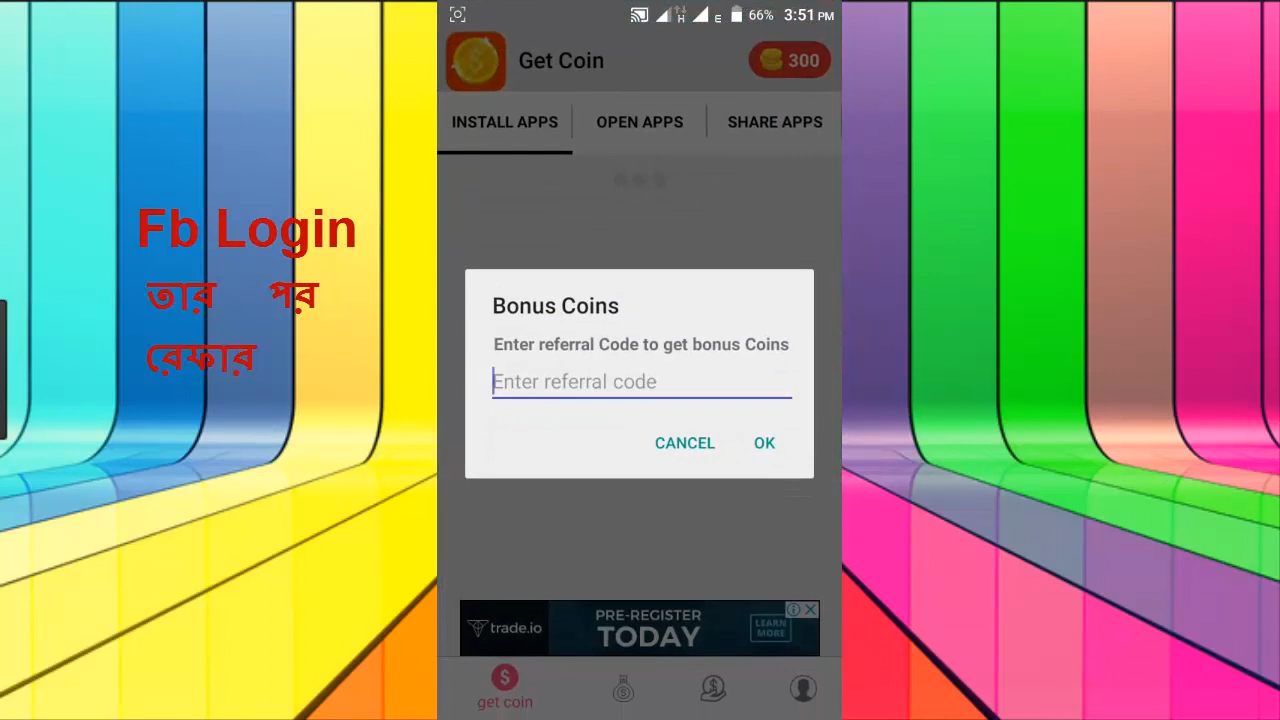 H E 66% 3:51 PM
Get Coin 300
INSTALL APPS OPEN APPS SHARE APPS
Fb Login
তার পর
রেফার
Bonus Coins
Enter referral Code to get bonus Coins
Enter referral code
CANCEL OK
trade.io PRE-REGISTER TODAY LEARN MORE
get coin